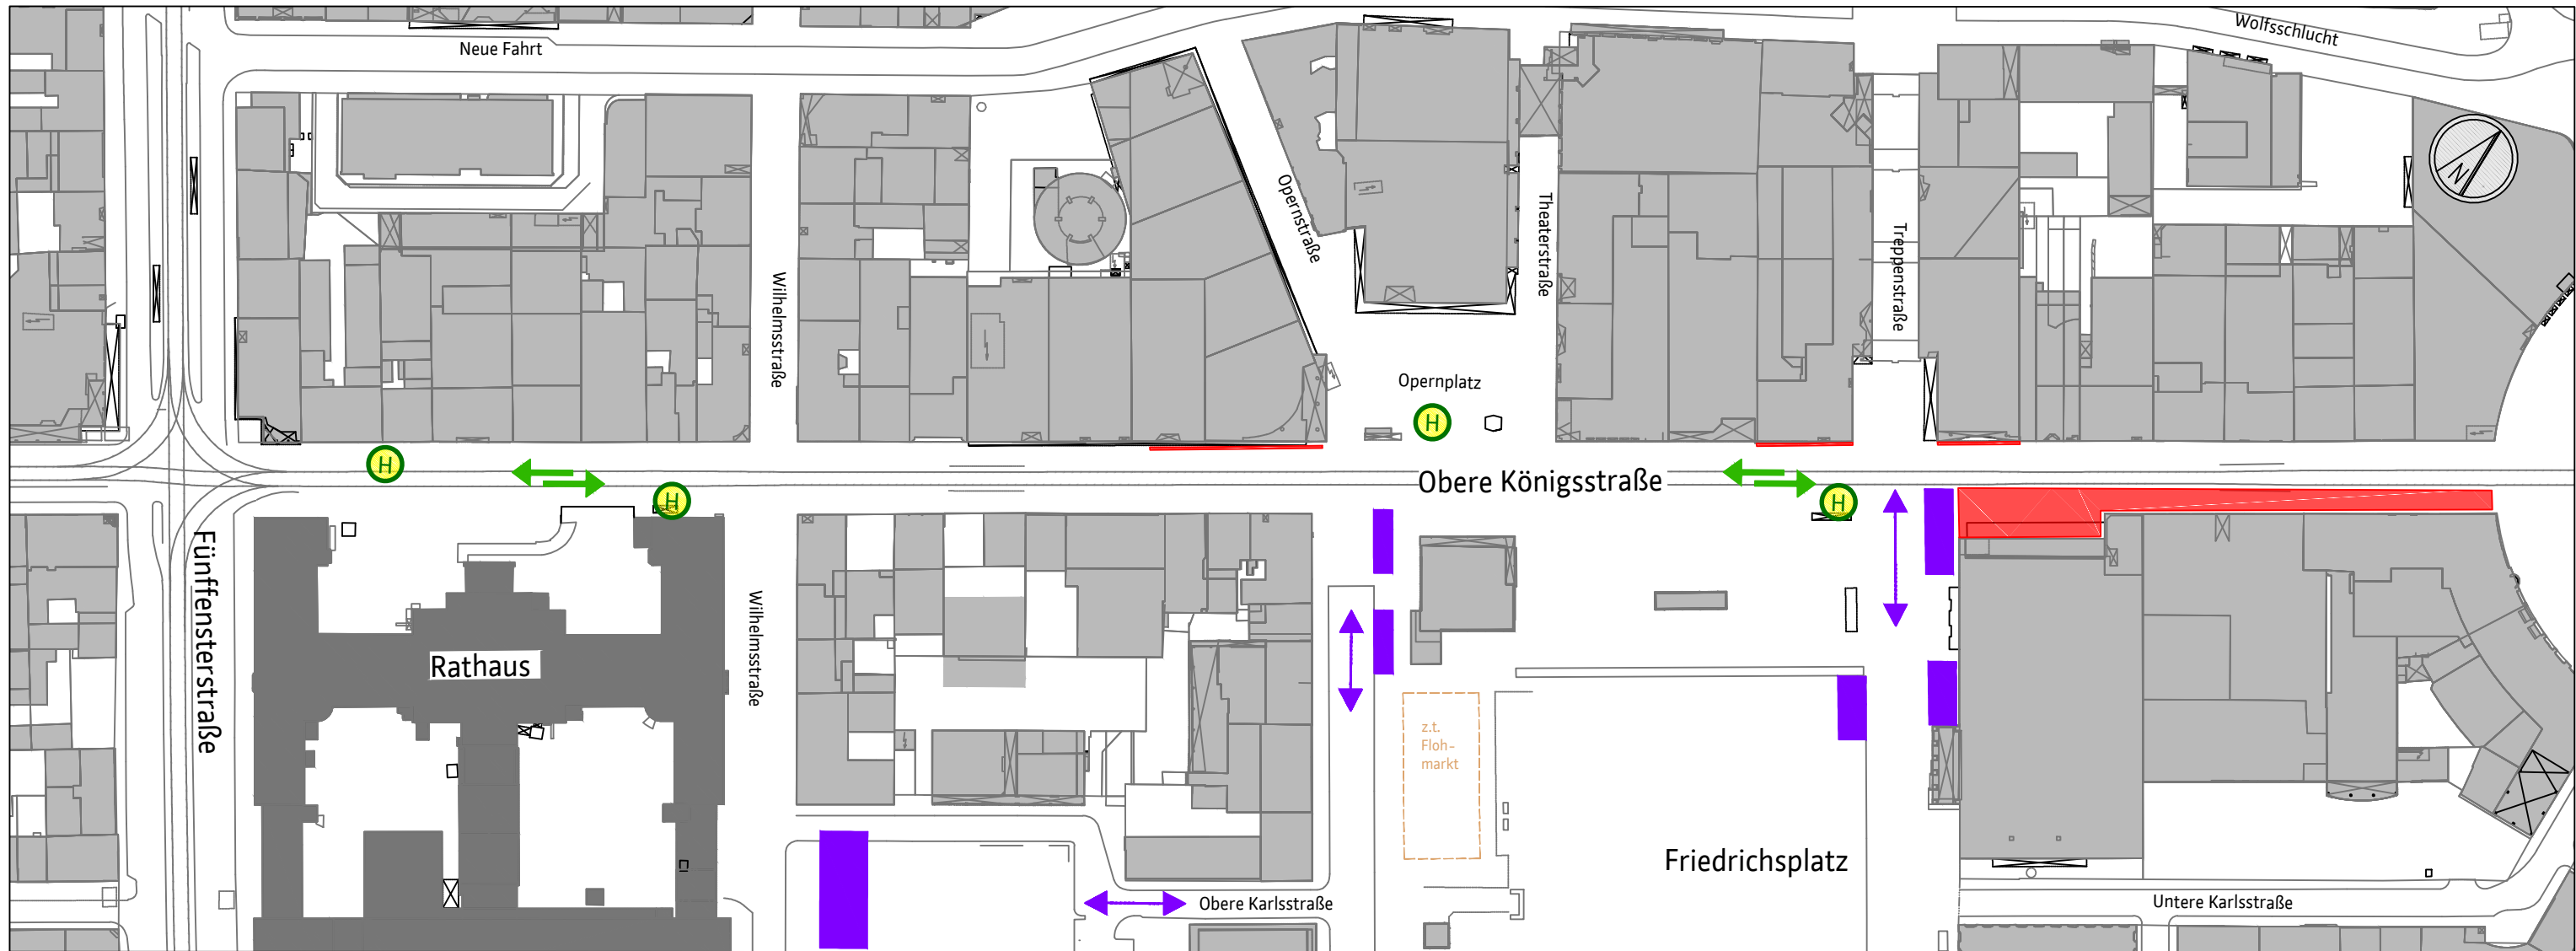 Neue Fahrt
Wolfsschlucht
N
Opernstraße
Theaterstraße
Treppenstraße
Wilhelmsstraße
Opernplatz
H
H
Obere Königsstraße
H
H
Fünffensterstraße
Rathaus
Wilhelmsstraße
z.t.
Floh-
markt
Friedrichsplatz
Obere Karlsstraße
Untere Karlsstraße